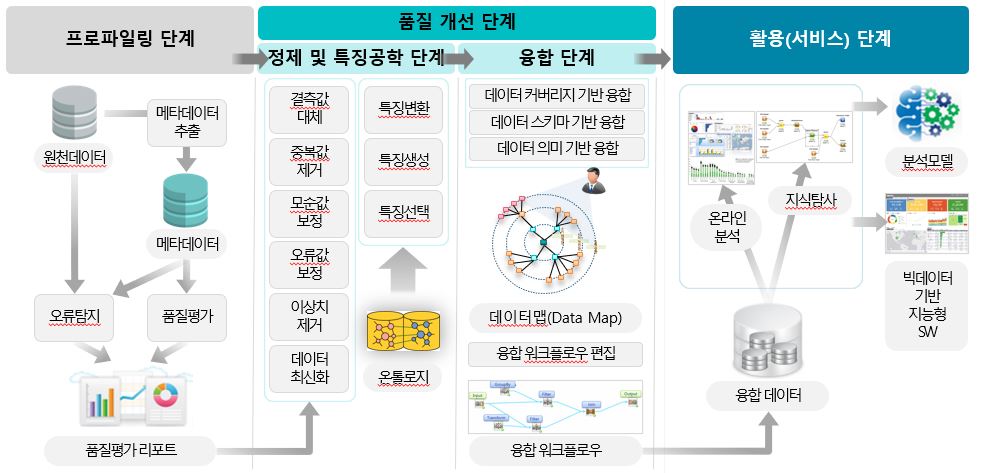 프로파일링 단계
품질 개선 단계
정제 및 특징공학 단계
융합 단계
활용(서비스) 단계
원천데이터
메타데이터
추출
메타데이터
오류탐지
품질평가
품질평가 리포트
결측값
대체
중복값
제거
모순값
보정
오류값
보정
이상치
제거
데이터
최신화
특징변환
특징생성
특징선택
온톨로지
데이터 커버리지 기반 융합
데이터 스키마 기반 융합
데이터 의미 기반 융합
데이터맵(Data Map)
융합 워크플로우 편집
Input
GroupBy
Filter
Transform
Filter
Join
Output
융합 워크플로우
온라인
분석
지식탐사
융합 데이터
분석모델
빅데이터
기반
지능형
SW